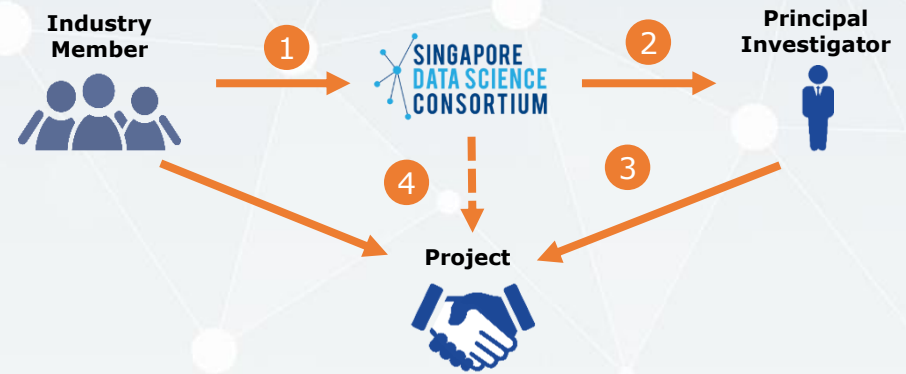 Industry
Member
1
SINGAPORE
DATA SCIENCE
CONSORTIUM
2
Principal
Investigator
4
3
Project